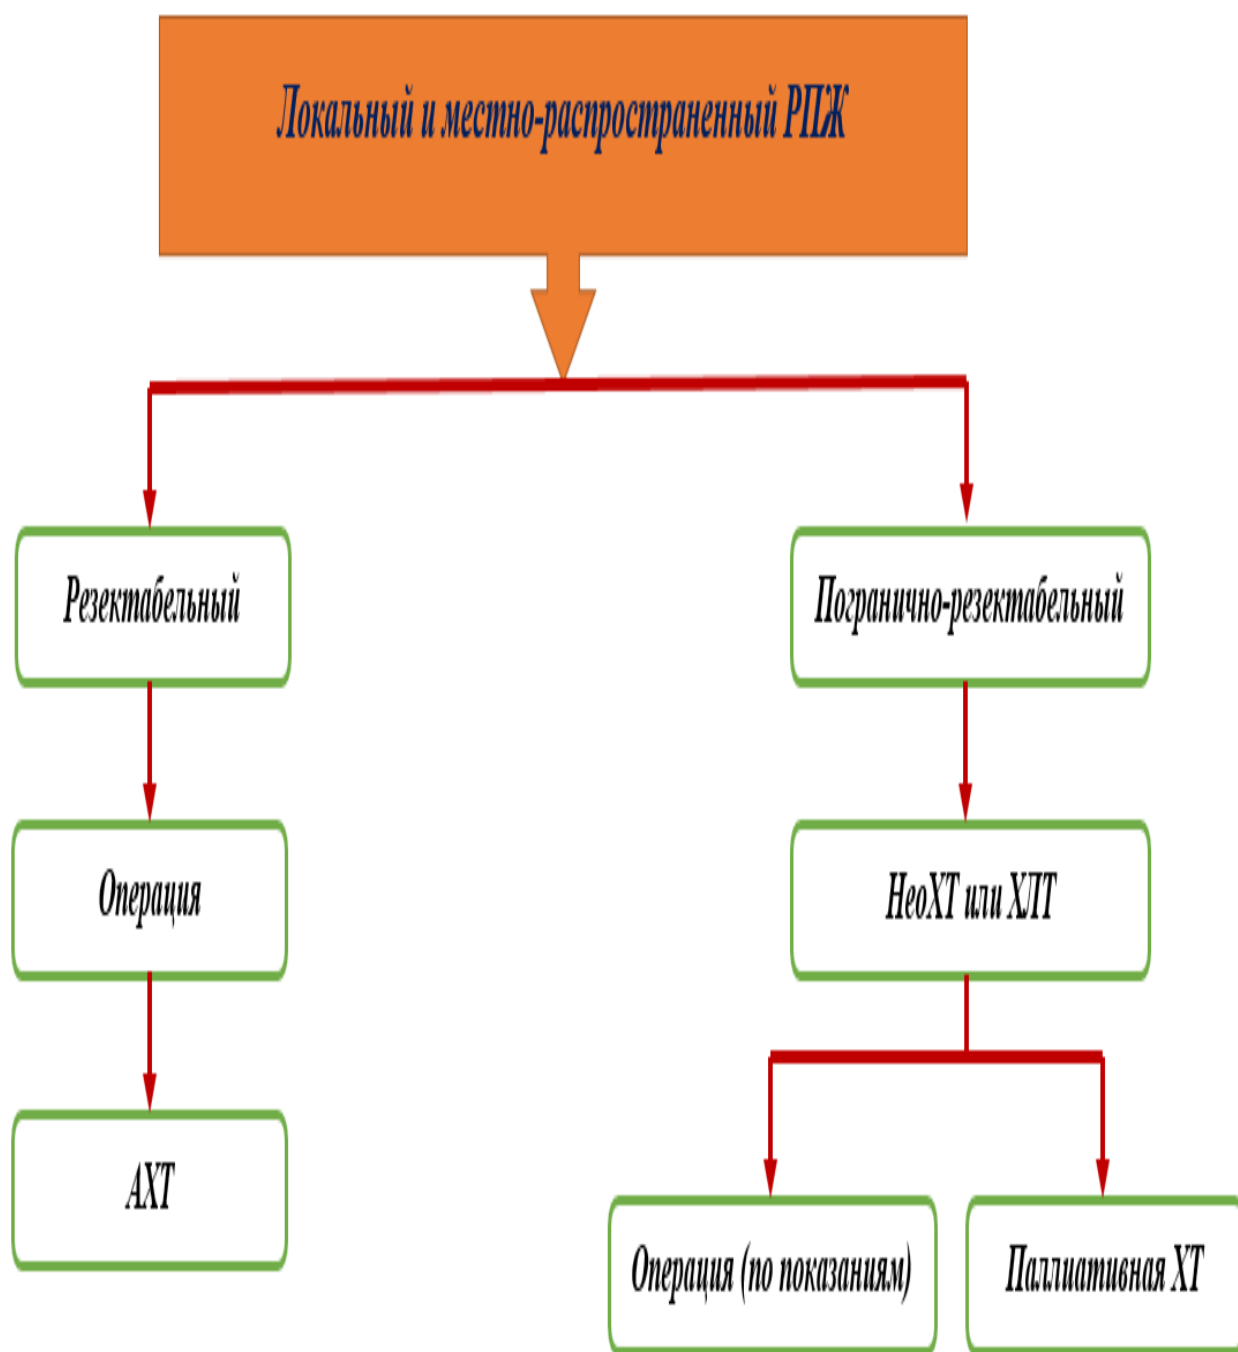 Локальный и местно-распространенный РПЖ
Резектабельный
Погранично-резектабельный
Операция
НеоХТ или ХЛТ
АХТ
Операция (по показаниям)
Паллиативная ХТ